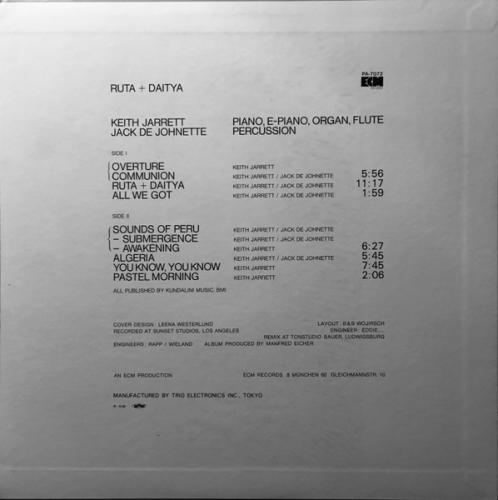 PA-7072
ECM
RUTA + DAITYA
KEITH JARRETT PIANO, E-PIANO, ORGAN, FLUTE
JACK DE JOHNETTE PERCUSSION
SIDE I
OVERTURE KEITH JARRETT
COMMUNION KEITH JARRETT / JACK DE JOHNETTE 5:56
RUTA + DAITYA KEITH JARRETT / JACK DE JOHNETTE 11:17
ALL WE GOT KEITH JARRETT / JACK DE JOHNETTE 1:59
SIDE II
SOUNDS OF PERU KEITH JARRETT / JACK DE JOHNETTE
– SUBMERGENCE KEITH JARRETT / JACK DE JOHNETTE
– AWAKENING KEITH JARRETT 6:27
ALGERIA KEITH JARRETT / JACK DE JOHNETTE 5:45
YOU KNOW, YOU KNOW KEITH JARRETT 7:45
PASTEL MORNING KEITH JARRETT 2:06
ALL PUBLISHED BY KUNDALINI MUSIC, BMI
COVER DESIGN : LEENA WESTERLUND LAYOUT : B&B WOJIRSCH
RECORDED AT SUNSET STUDIOS, LOS ANGELES ENGINEER : EDDIE...
REMIX AT TONSTUDIO BAUER, LUDWIGSBURG
ENGINEERS : RAPP / WIELAND ALBUM PRODUCED BY MANFRED EICHER
AN ECM PRODUCTION ECM RECORDS 8 MÜNCHEN 60 GLEICHMANNSTR. 10
MANUFACTURED BY TRIO ELECTRONICS INC., TOKYO